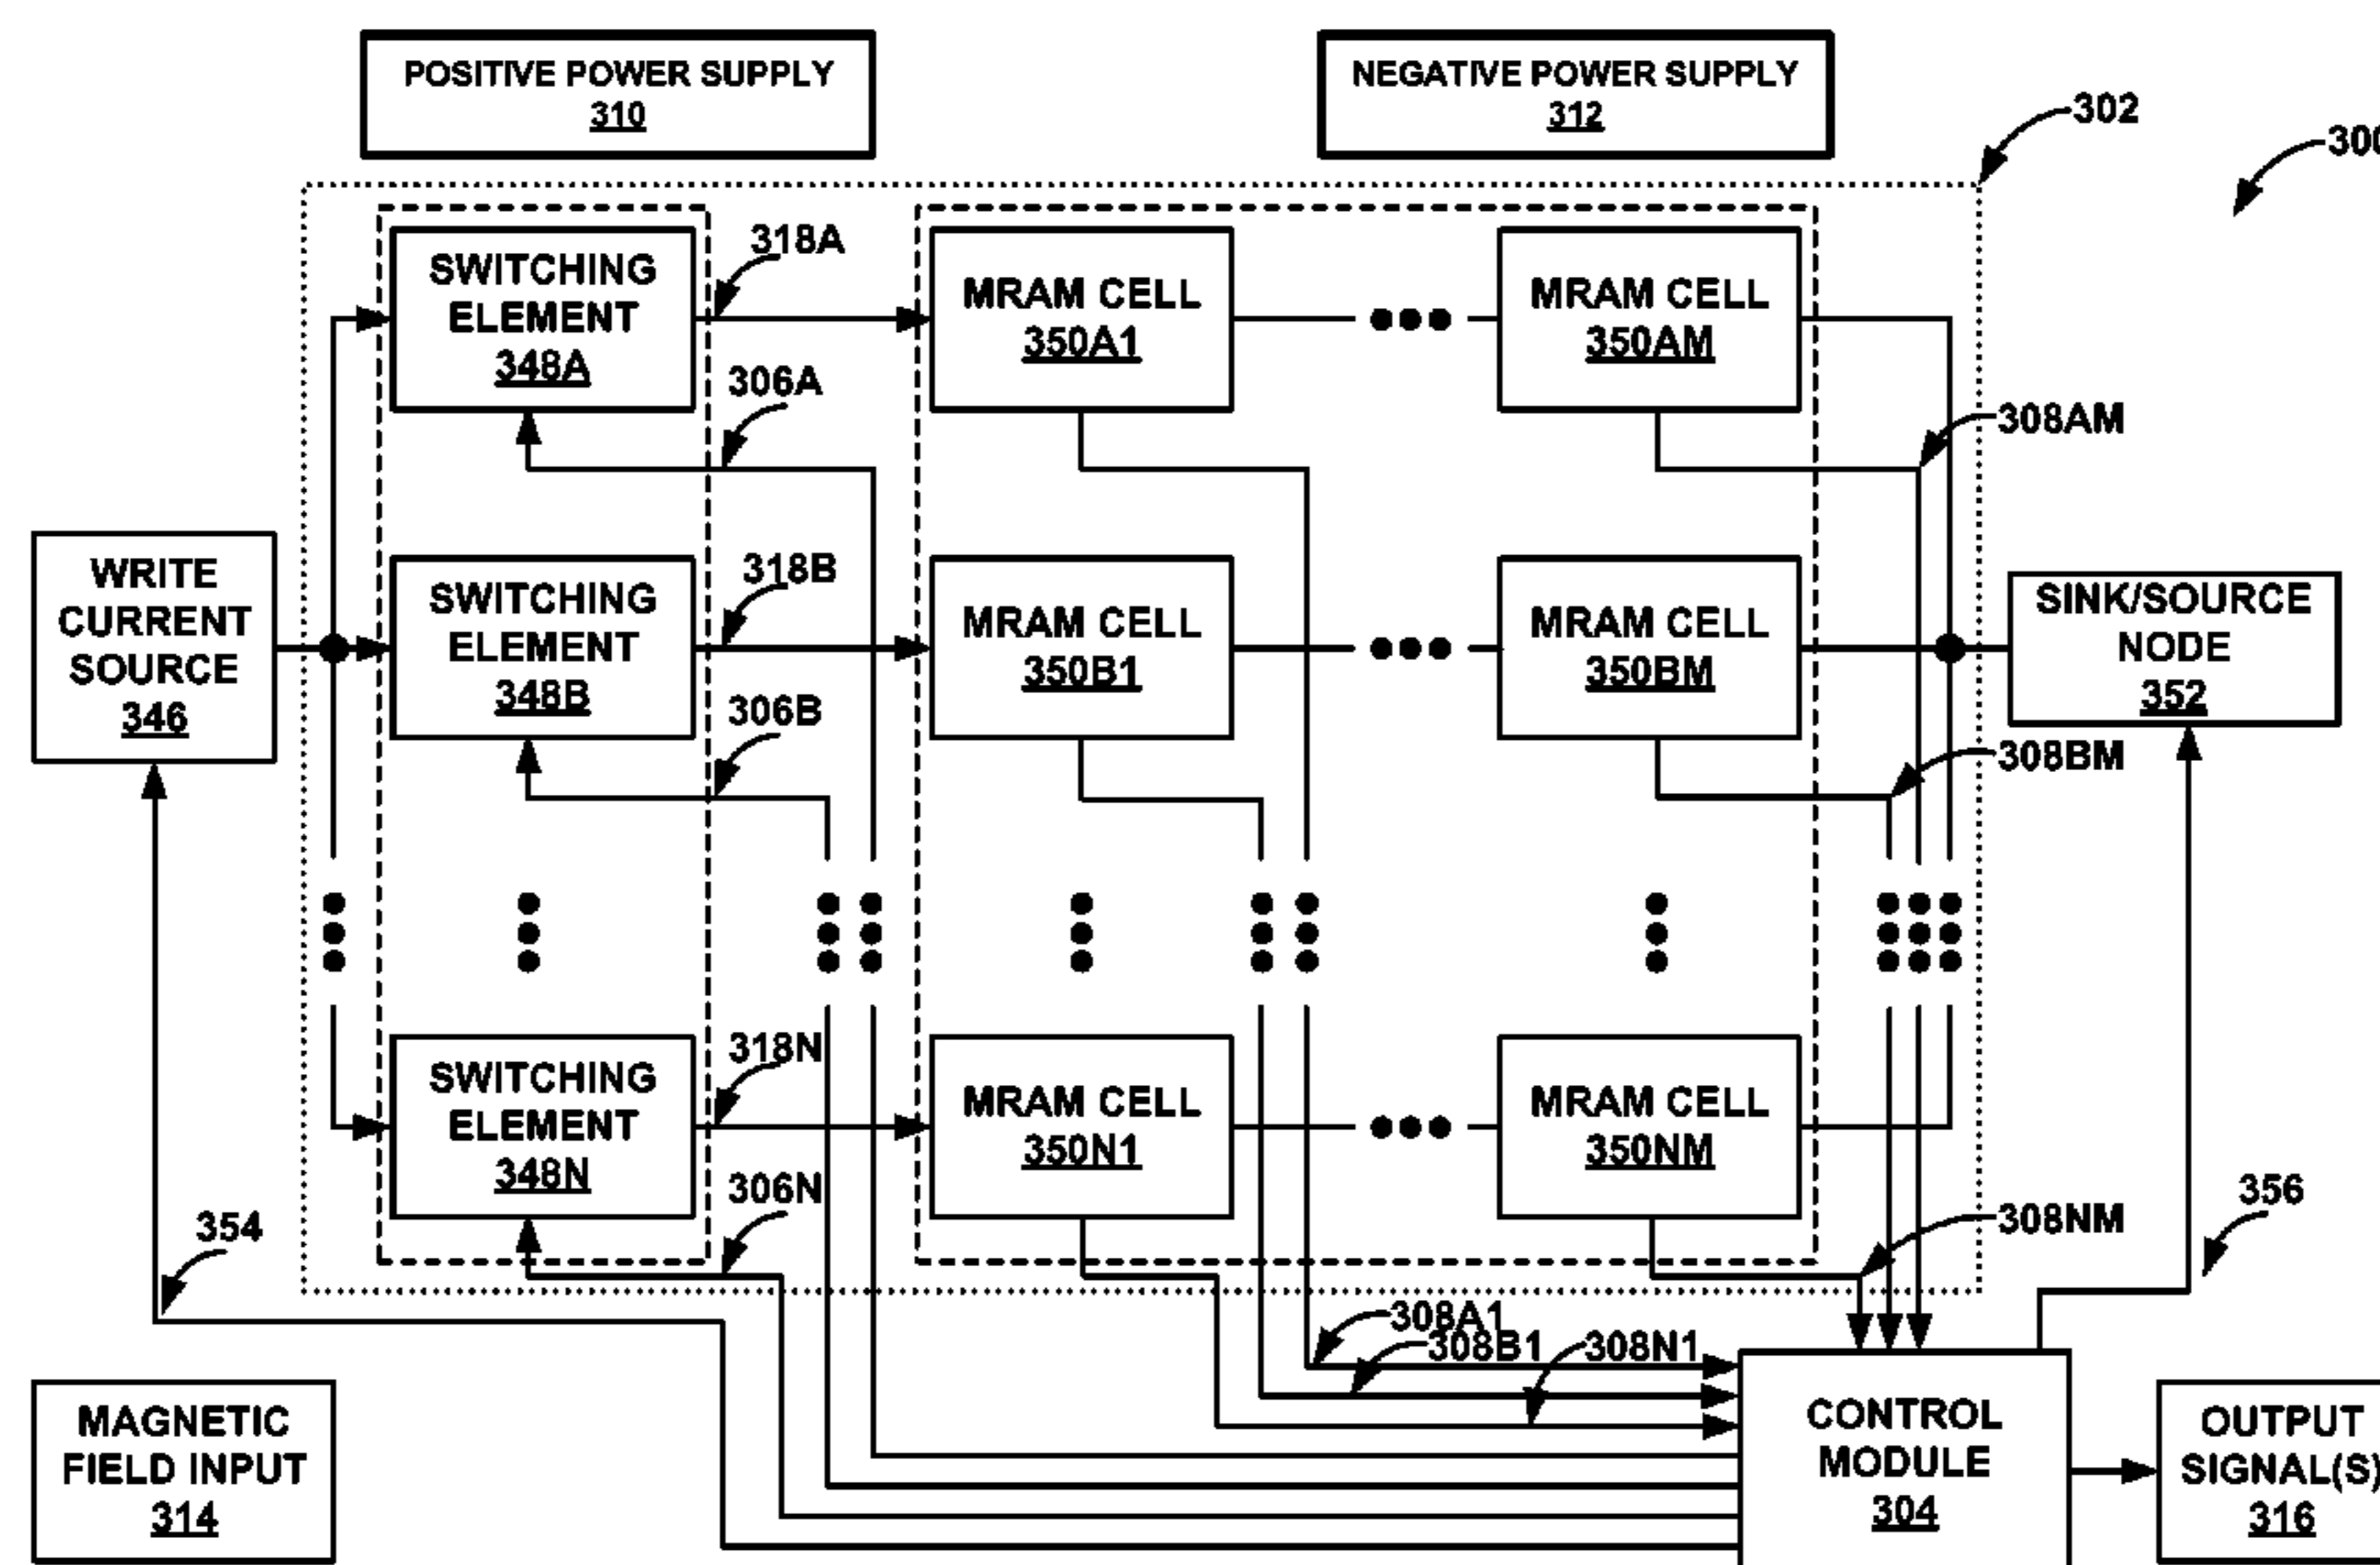 POSITIVE POWER SUPPLY
310
NEGATIVE POWER SUPPLY
312
302
300
SWITCHING
ELEMENT
348A
318A
306A
MRAM CELL
350A1
MRAM CELL
350AM
308AM
WRITE
CURRENT
SOURCE
346
SWITCHING
ELEMENT
348B
318B
306B
MRAM CELL
350B1
MRAM CELL
350BM
SINK/SOURCE
NODE
352
308BM
SWITCHING
ELEMENT
348N
318N
306N
MRAM CELL
350N1
MRAM CELL
350NM
308NM
354
356
308A1
308B1
308N1
MAGNETIC
FIELD INPUT
314
CONTROL
MODULE
304
OUTPUT
SIGNAL(S)
316